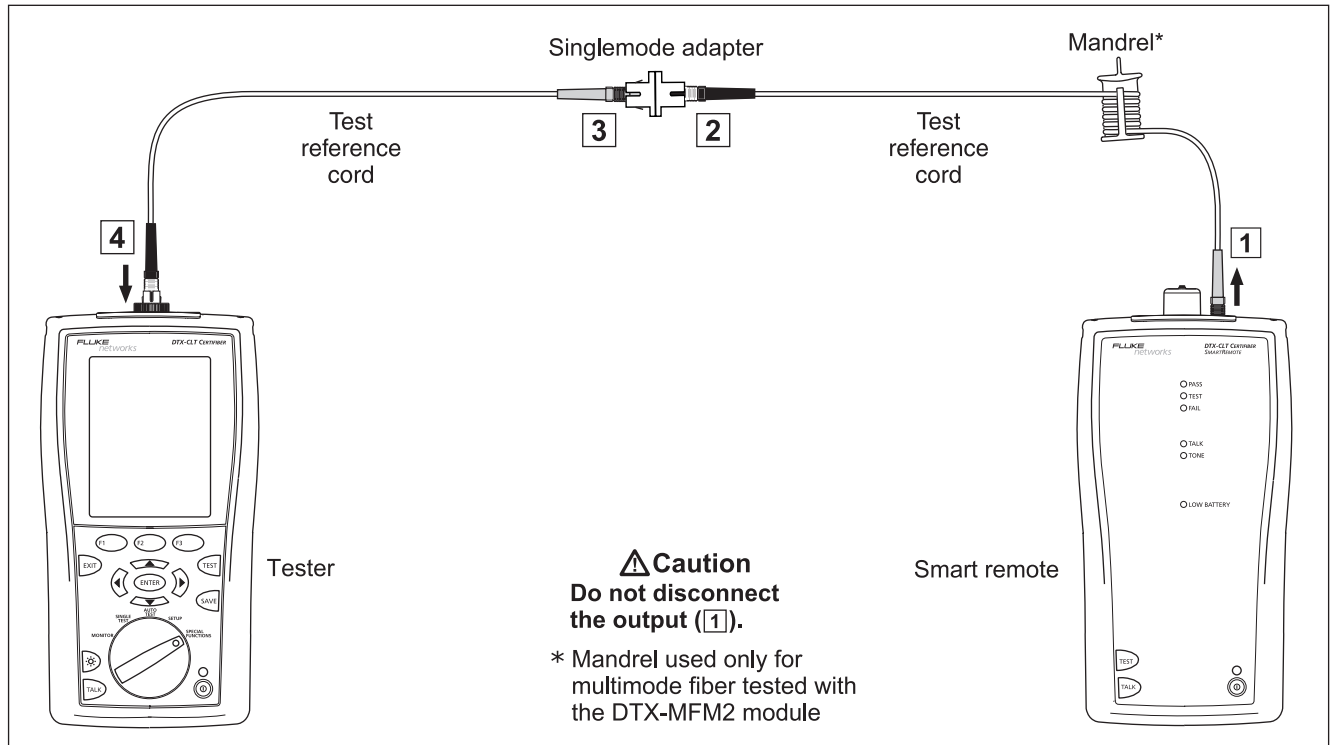 Singlemode adapter
Mandrel*
3
2
Test
reference
cord
Test
reference
cord
4
1
FLUKE
networks
DTX-CLT CERTIFIBER
FLUKE
networks
DTX-CLT CERTIFIBER
SMARTREMOTE
PASS
TEST
FAIL
TALK
TONE
LOW BATTERY
F1
F2
F3
EXIT
TEST
ENTER
SAVE
MONITOR
SINGLE
TEST
AUTO
TEST
SETUP
SPECIAL
FUNCTIONS
TALK
Tester
Smart remote
TEST
TALK
Caution
Do not disconnect
the output (1).
* Mandrel used only for
multimode fiber tested with
the DTX-MFM2 module